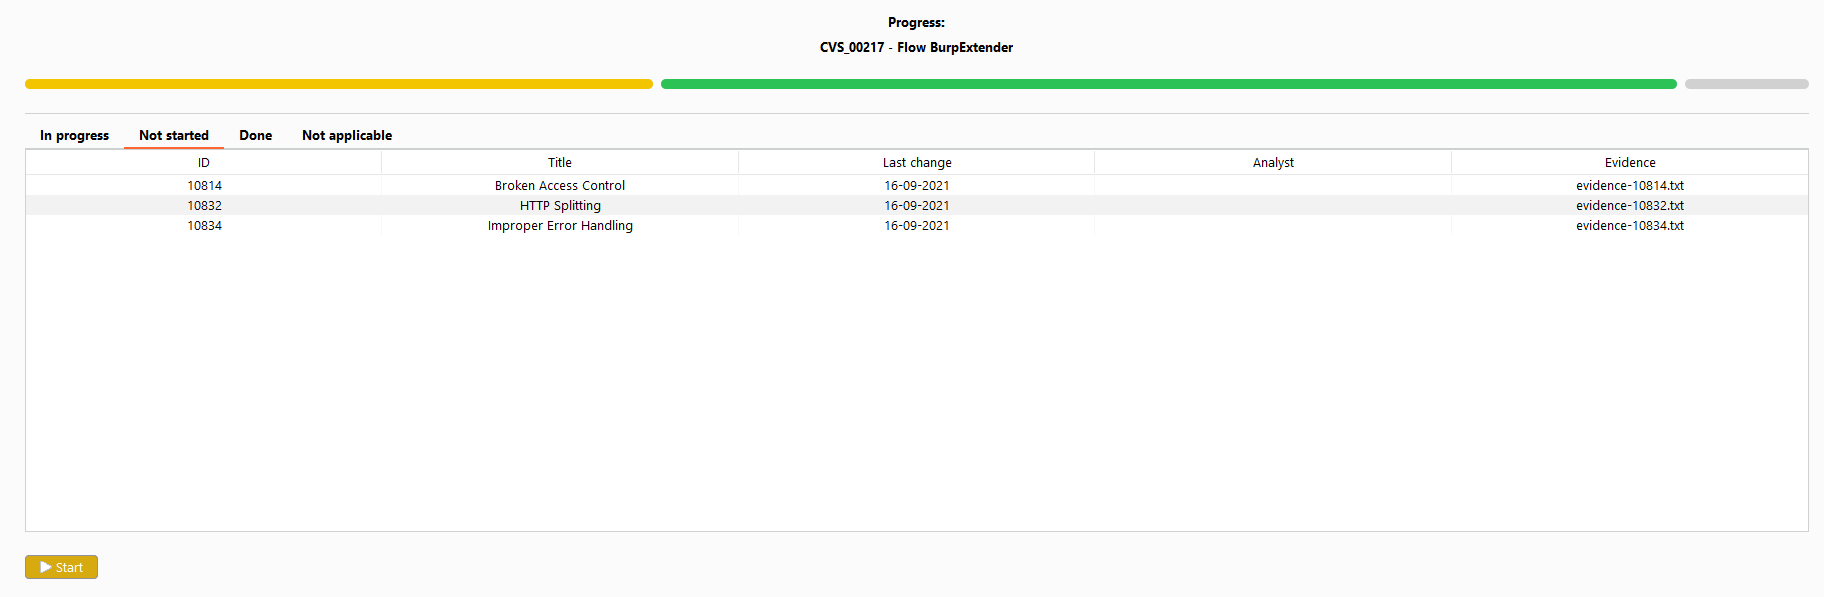 Progress:
CVS_00217 - Flow BurpExtender
In progress Not started Done Not applicable
ID Title Last change Analyst Evidence
10814 Broken Access Control 16-09-2021 evidence-10814.txt
10832 HTTP Splitting 16-09-2021 evidence-10832.txt
10834 Improper Error Handling 16-09-2021 evidence-10834.txt
Start